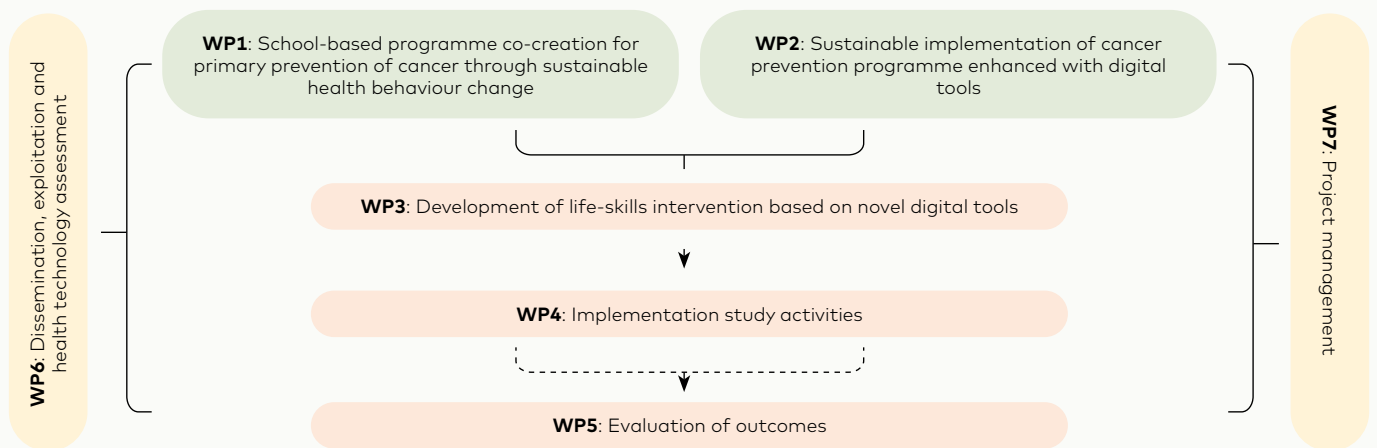 WP1: School-based programme co-creation for
primary prevention of cancer through sustainable
health behaviour change
WP2: Sustainable implementation of cancer
prevention programme enhanced with digital
tools
WP3: Development of life-skills intervention based on novel digital tools
WP4: Implementation study activities
WP5: Evaluation of outcomes
WP6: Dissemination, exploitation and
health technology assessment
WP7: Project management